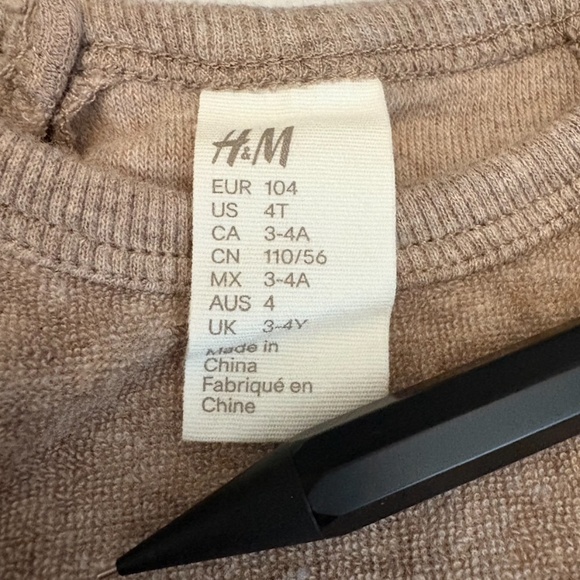 H&M
EUR 104
US 4T
CA 3-4A
CN 110/56
MX 3-4A
AUS 4
UK 3-4Y
Made in
China
Fabriqué en
Chine